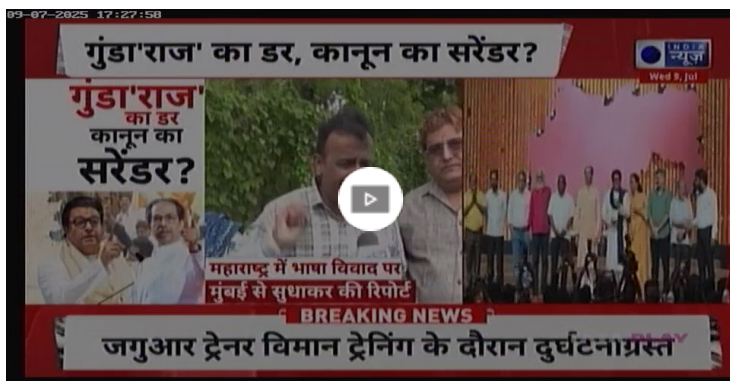 09-07-2025 17:27:58
गुंडा'राज' का डर, कानून का सरेंडर?
INDIA
न्यूज़
Wed 9, Jul
गुंडा'राज'
का डर
कानून का
सरेंडर?
महाराष्ट्र में भाषा विवाद पर
मुंबई से सुधाकर की रिपोर्ट
BREAKING NEWS
जगुआर ट्रेनर विमान ट्रेनिंग के दौरान दुर्घटनाग्रस्त
PLAY